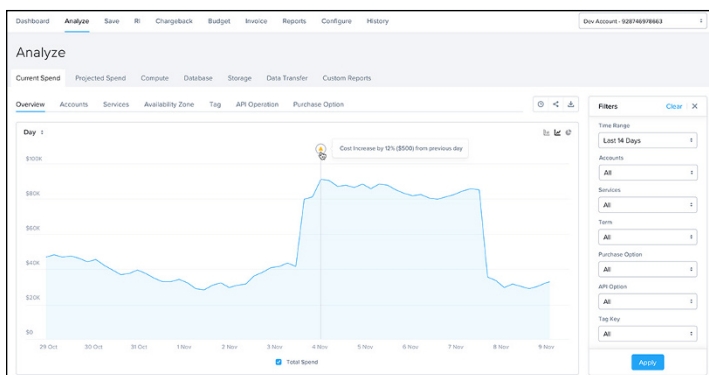 Dashboard Analyze Save RI Chargeback Budget Invoice Reports Configure History
Dev Account - 928746978663
Analyze
Current Spend Projected Spend Compute Database Storage Data Transfer Custom Reports
Overview Accounts Services Availability Zone Tag API Operation Purchase Option
Filters Clear X
Day
Time Range
Last 14 Days
Cost Increase by 12% ($500) from previous day
$100K
Accounts
All
$80K
Services
All
$60K
Term
All
Purchase Option
$40K
All
API Option
$20K
All
Tag Key
$0
All
29 Oct 30 Oct 31 Oct 1 Nov 2 Nov 3 Nov 4 Nov 5 Nov 6 Nov 7 Nov 8 Nov 9 Nov
Total Spend
Apply